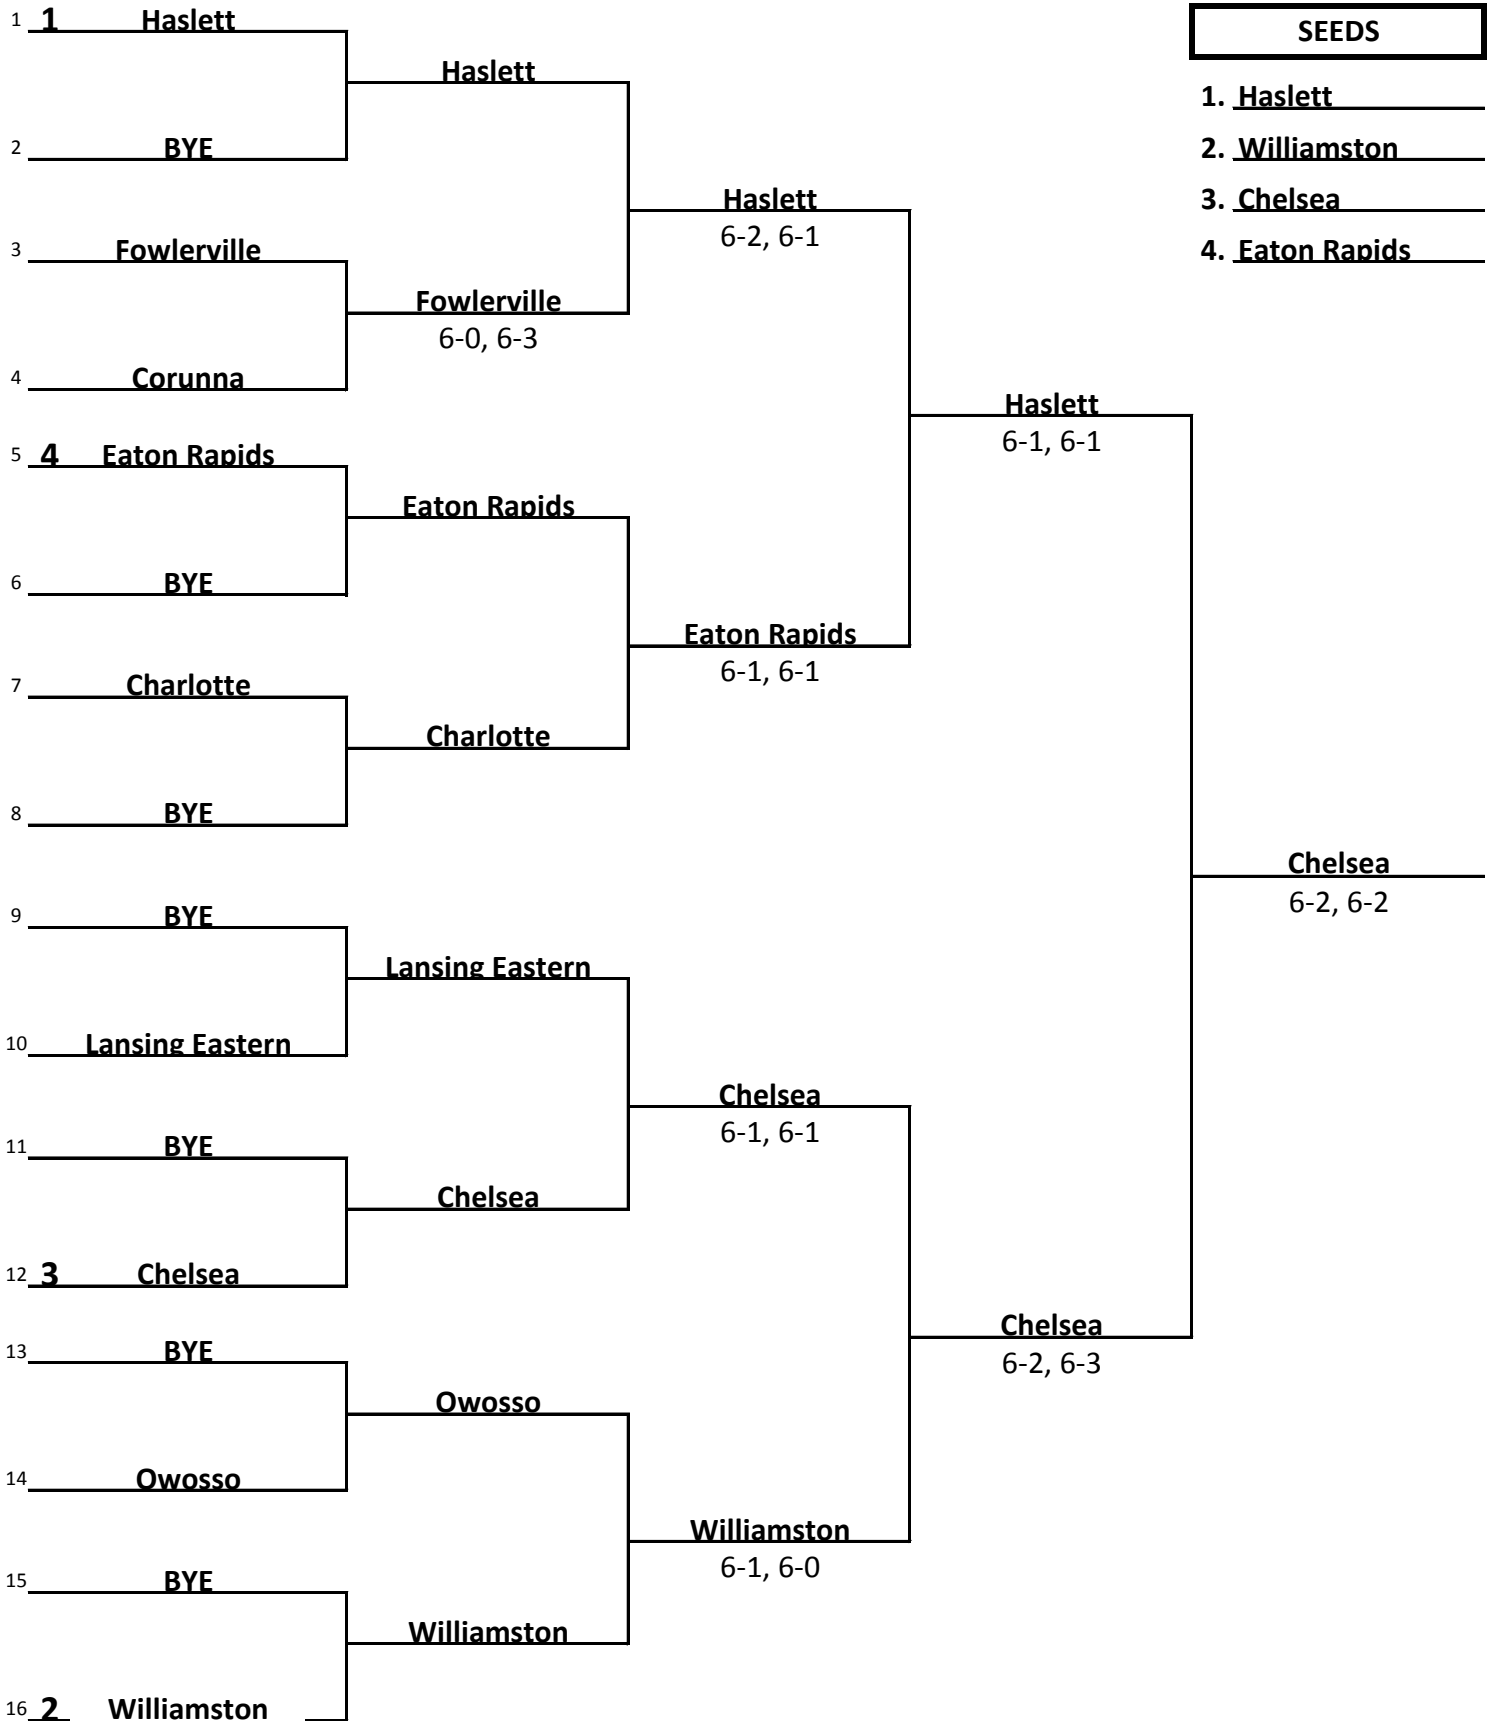 1 1 Haslett
SEEDS
Haslett
1. Haslett
2 BYE
2. Williamston
Haslett
3. Chelsea
6-2, 6-1
3 Fowlerville
4. Eaton Rapids
Fowlerville
6-0, 6-3
4 Corunna
Haslett
6-1, 6-1
5 4 Eaton Rapids
Eaton Rapids
6 BYE
Eaton Rapids
6-1, 6-1
7 Charlotte
Charlotte
8 BYE
Chelsea
6-2, 6-2
9 BYE
Lansing Eastern
10 Lansing Eastern
Chelsea
6-1, 6-1
11 BYE
Chelsea
12 3 Chelsea
Chelsea
6-2, 6-3
13 BYE
Owosso
14 Owosso
Williamston
6-1, 6-0
15 BYE
Williamston
16 2 Williamston